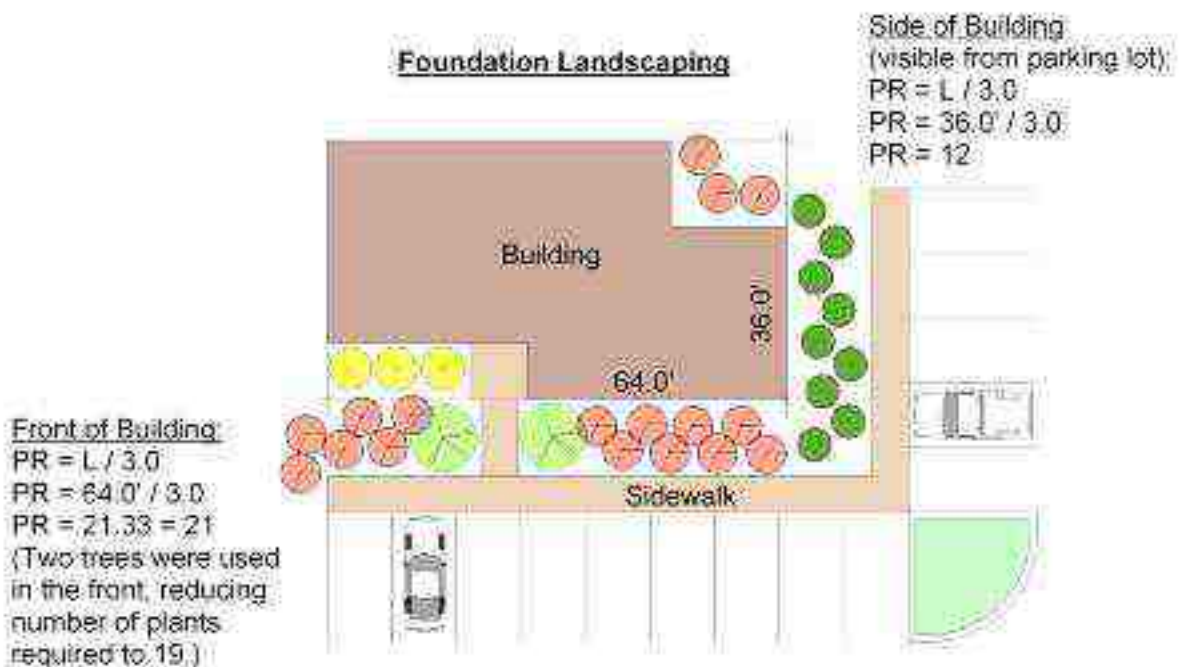 Foundation Landscaping
Side of Building
(visible from parking lot):
PR = L / 3.0
PR = 36.0' / 3.0
PR = 12
Building
36.0'
64.0'
Front of Building:
PR = L / 3.0
PR = 64.0' / 3.0
PR = 21.33 = 21
(Two trees were used
in the front, reducing
number of plants
required to 19.)
Sidewalk